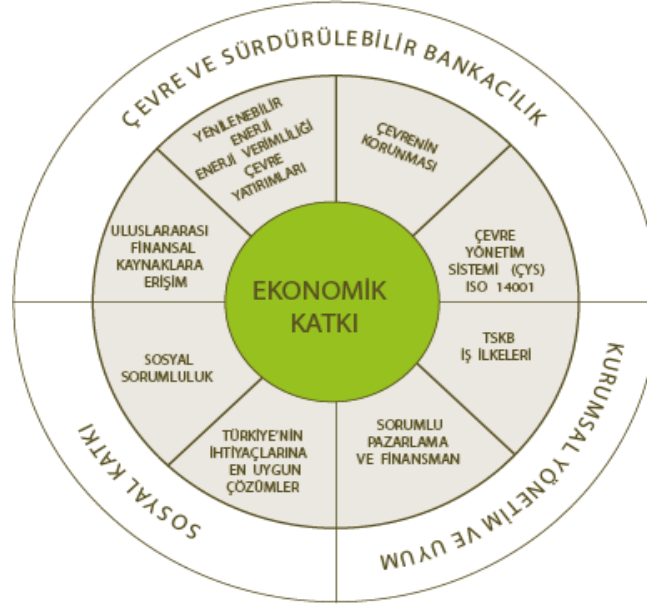 ÇEVRE VE SÜRDÜRÜLEBİLİR BANKACILIK
YENİLENEBİLİR
ENERJİ
ENERJİ VERİMLİLİĞİ
ÇEVRE
YATIRIMLARI
ÇEVRENİN
KORUNMASI
ULUSLARARASI
FİNANSAL
KAYNAKLARA
ERİŞİM
ÇEVRE
YÖNETİM
SİSTEMİ (ÇYS)
ISO 14001
EKONOMİK
KATKI
SOSYAL
SORUMLULUK
TSKB
İŞ İLKELERİ
TÜRKİYE'NİN
İHTİYAÇLARINA
EN UYGUN
ÇÖZÜMLER
SORUMLU
PAZARLAMA
VE FİNANSMAN
SOSYAL KATKI
KURUMSAL YÖNETİM VE UYUM